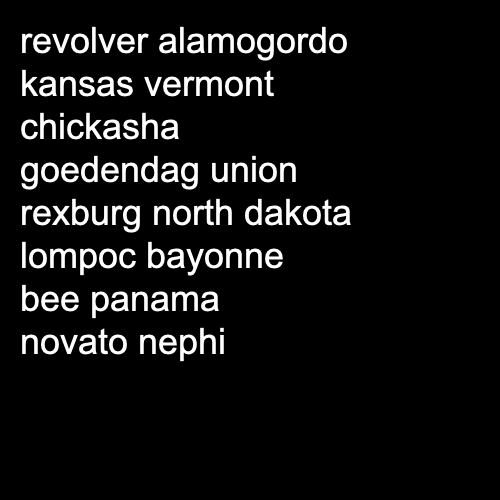 revolver alamogordo
kansas vermont
chickasha
goedendag union
rexburg north dakota
lompoc bayonne
bee panama
novato nephi